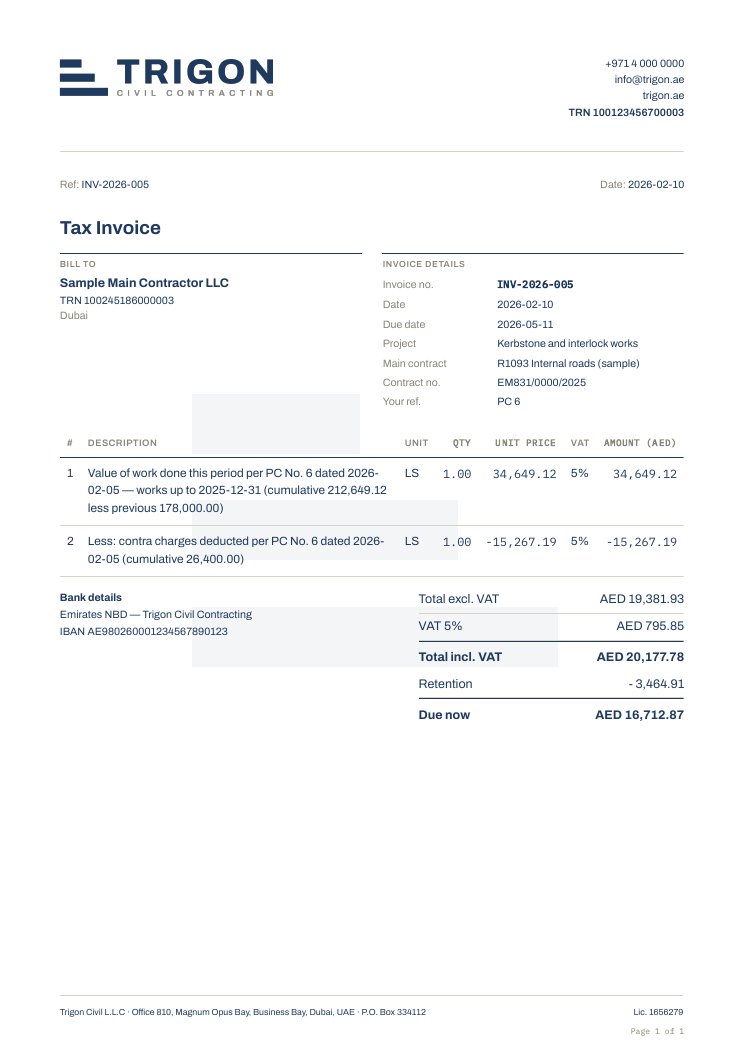 TRIGON
CIVIL CONTRACTING
+971 4 000 0000
info@trigon.ae
trigon.ae
TRN 100123456700003
Ref: INV-2026-005
Date: 2026-02-10
Tax Invoice
BILL TO
Sample Main Contractor LLC
TRN 100245186000003
Dubai
INVOICE DETAILS
Invoice no. INV-2026-005
Date 2026-02-10
Due date 2026-05-11
Project Kerbstone and interlock works
Main contract R1093 Internal roads (sample)
Contract no. EM831/0000/2025
Your ref. PC 6
# DESCRIPTION UNIT QTY UNIT PRICE VAT AMOUNT (AED)
1 Value of work done this period per PC No. 6 dated 2026- LS 1.00 34,649.12 5% 34,649.12
02-05 — works up to 2025-12-31 (cumulative 212,649.12
less previous 178,000.00)
2 Less: contra charges deducted per PC No. 6 dated 2026- LS 1.00 -15,267.19 5% -15,267.19
02-05 (cumulative 26,400.00)
Bank details
Emirates NBD — Trigon Civil Contracting
IBAN AE980260001234567890123
Total excl. VAT AED 19,381.93
VAT 5% AED 795.85
Total incl. VAT AED 20,177.78
Retention - 3,464.91
Due now AED 16,712.87
Trigon Civil L.L.C · Office 810, Magnum Opus Bay, Business Bay, Dubai, UAE · P.O. Box 334112
Lic. 1656279
Page 1 of 1